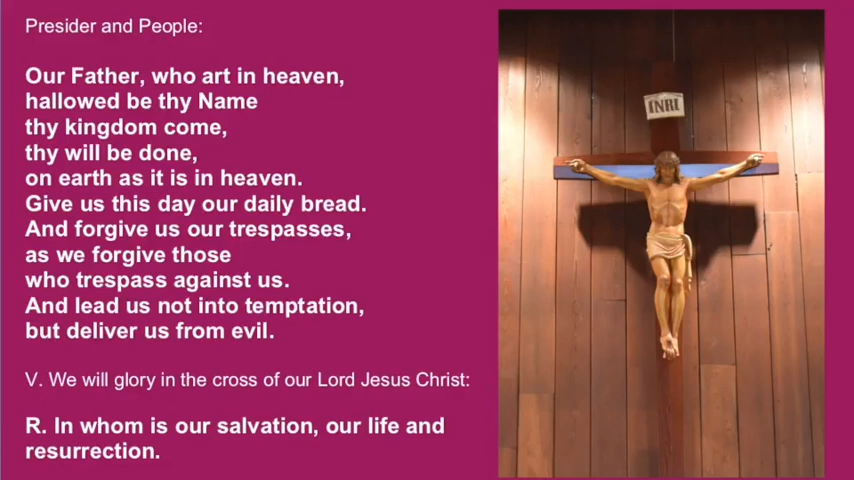 Presider and People:
Our Father, who art in heaven,
hallowed be thy Name
thy kingdom come,
thy will be done,
on earth as it is in heaven.
Give us this day our daily bread.
And forgive us our trespasses,
as we forgive those
who trespass against us.
And lead us not into temptation,
but deliver us from evil.
V. We will glory in the cross of our Lord Jesus Christ:
R. In whom is our salvation, our life and
resurrection.
INRI